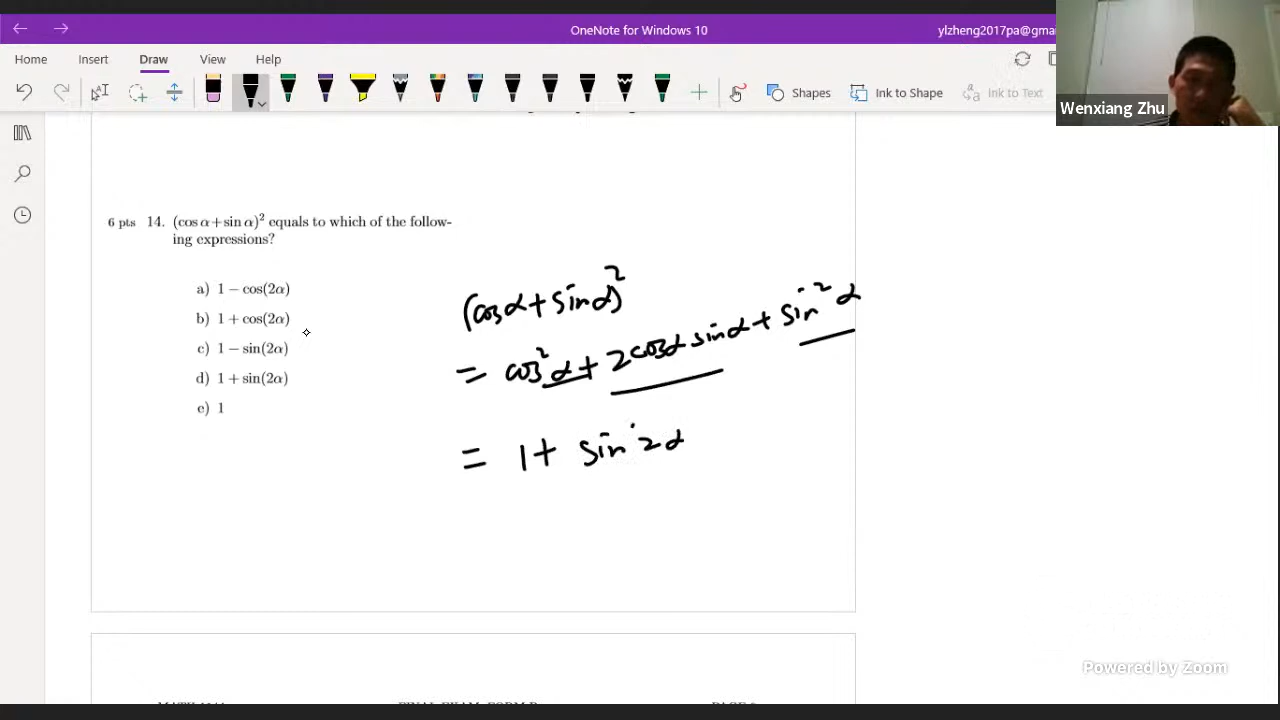 OneNote for Windows 10
ylzheng2017pa@gma
Home Insert Draw View Help
Shapes Ink to Shape Ink to Text
Wenxiang Zhu
6 pts 14. (cos α + sin α)² equals to which of the follow-
ing expressions?
a) 1 − cos(2α)
b) 1 + cos(2α)
c) 1 − sin(2α)
d) 1 + sin(2α)
e) 1
(cosα + sinα)²
= cos²α + 2cosα sinα + sin²α
= 1 + sin 2α
Powered by Zoom